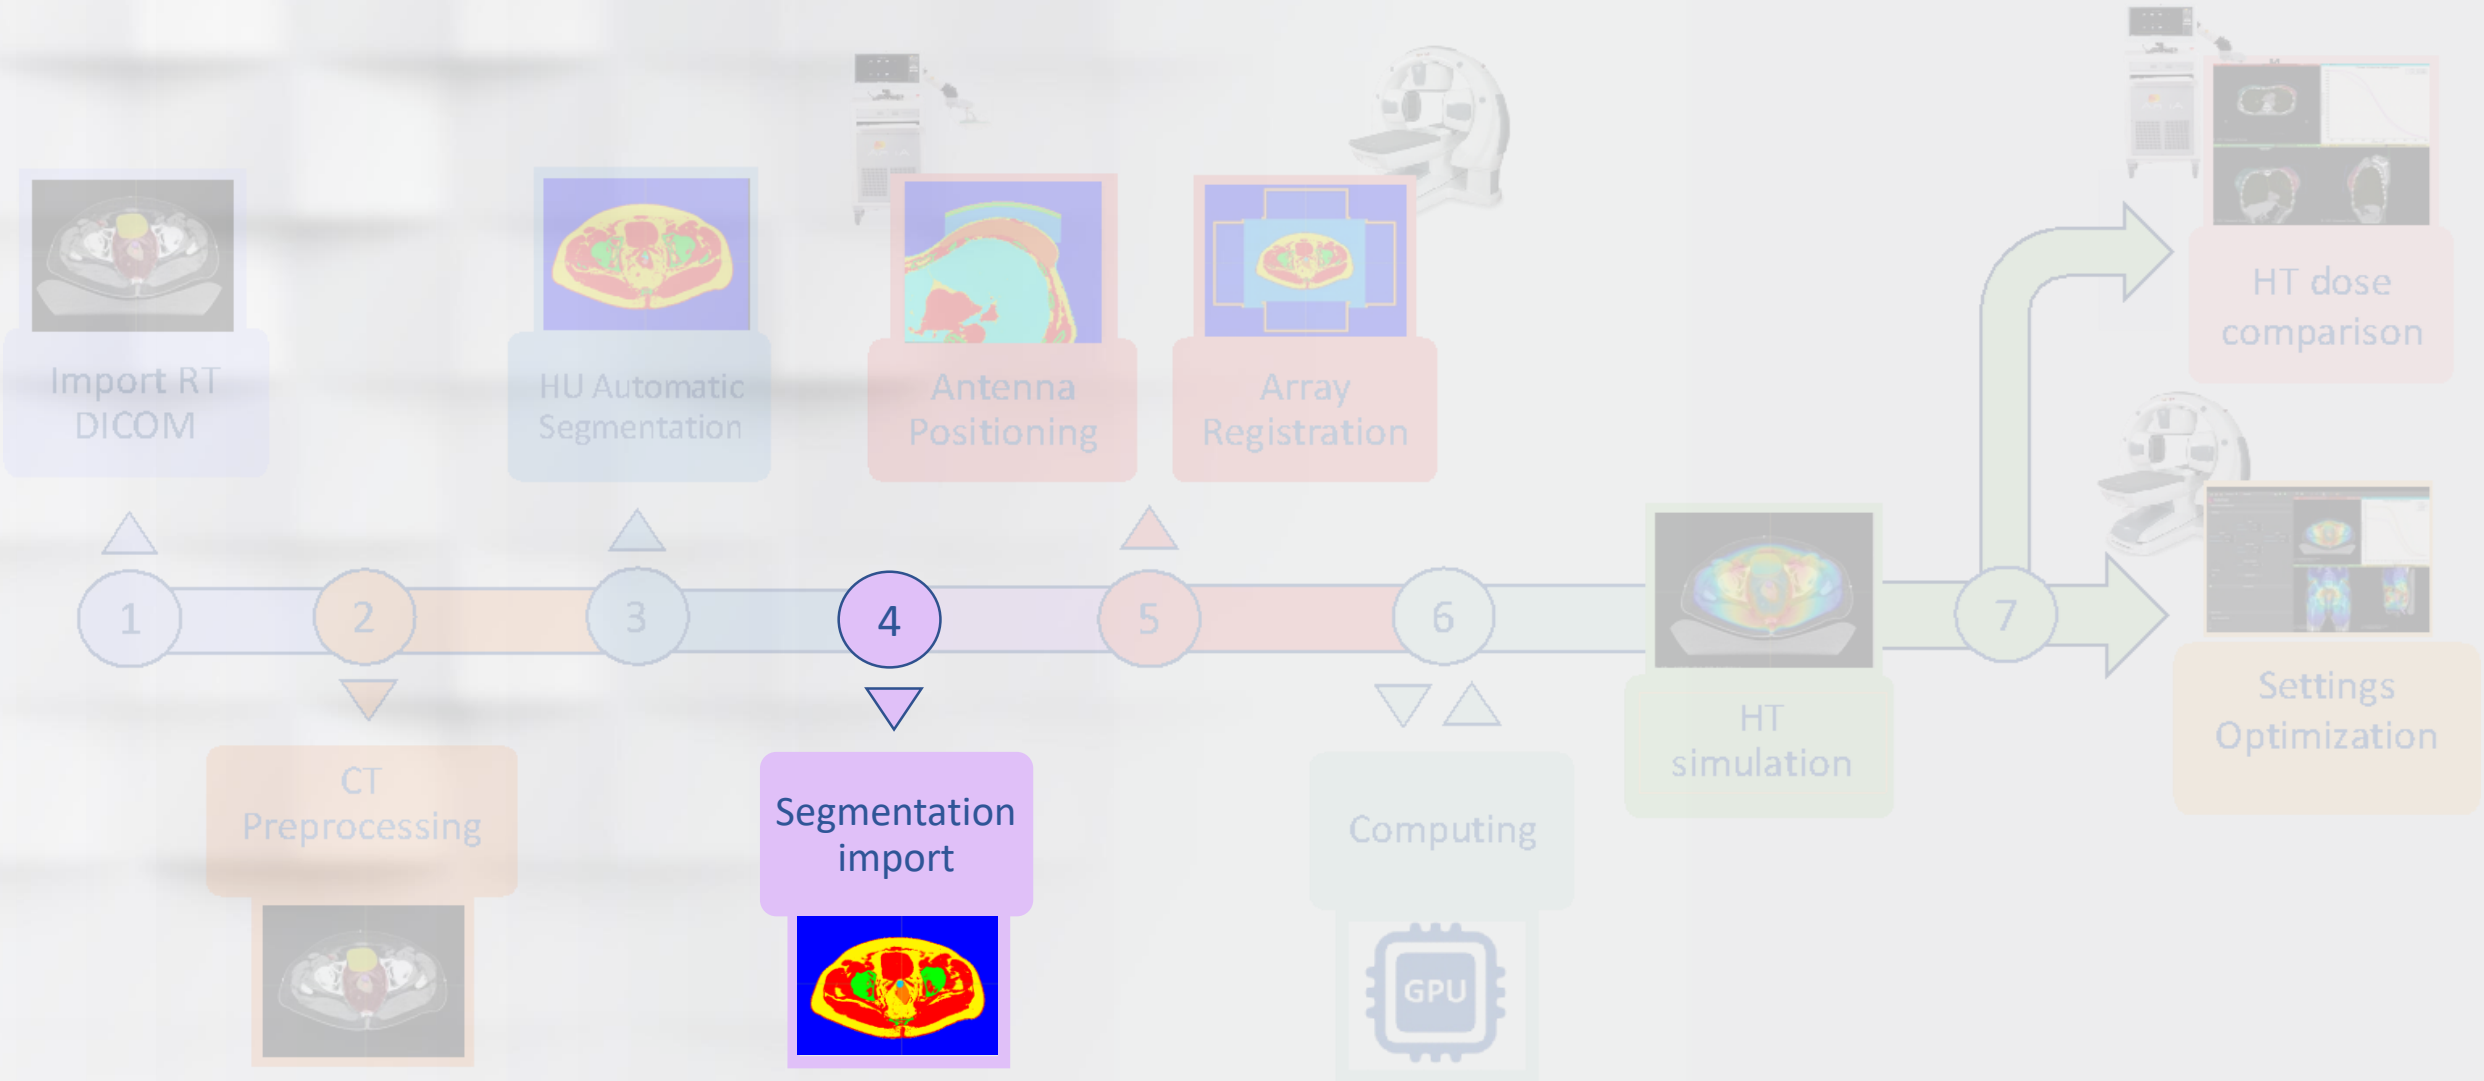 Import RT
DICOM
HU Automatic
Segmentation
Antenna
Positioning
Array
Registration
HT dose
comparison
1
2
3
4
5
6
7
Settings
Optimization
CT
Preprocessing
Segmentation
import
Computing
GPU
HT
simulation